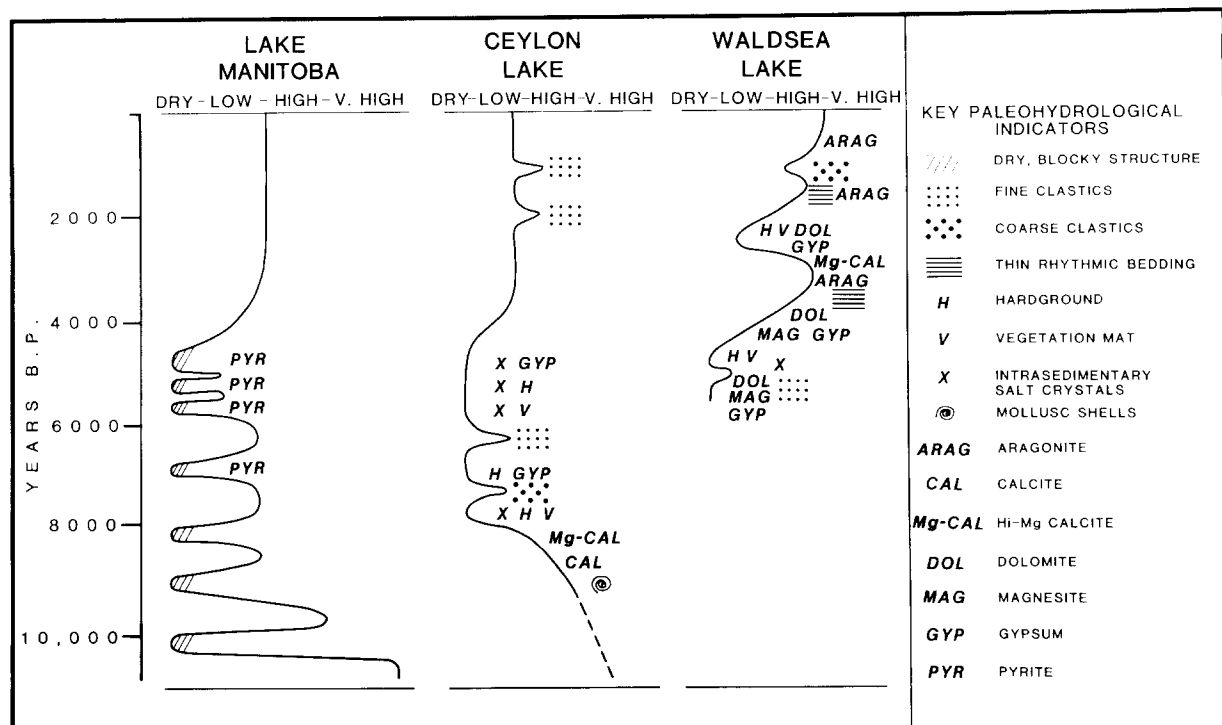 LAKE
MANITOBA
DRY-LOW-HIGH-V. HIGH
CEYLON
LAKE
DRY-LOW-HIGH-V. HIGH
WALDSEA
LAKE
DRY-LOW-HIGH-V. HIGH
YEARS B.P.
2000
4000
6000
8000
10,000
PYR
PYR
PYR
PYR
X GYP
X H
X V
H GYP
X H V
Mg-CAL
CAL
ARAG
ARAG
H V DOL
GYP
Mg-CAL
ARAG
DOL
MAG GYP
H V
X
DOL
MAG
GYP
KEY PALEOHYDROLOGICAL
INDICATORS
DRY, BLOCKY STRUCTURE
FINE CLASTICS
COARSE CLASTICS
THIN RHYTHMIC BEDDING
H HARDGROUND
V VEGETATION MAT
X INTRASEDIMENTARY
SALT CRYSTALS
MOLLUSC SHELLS
ARAG ARAGONITE
CAL CALCITE
Mg-CAL Hi-Mg CALCITE
DOL DOLOMITE
MAG MAGNESITE
GYP GYPSUM
PYR PYRITE